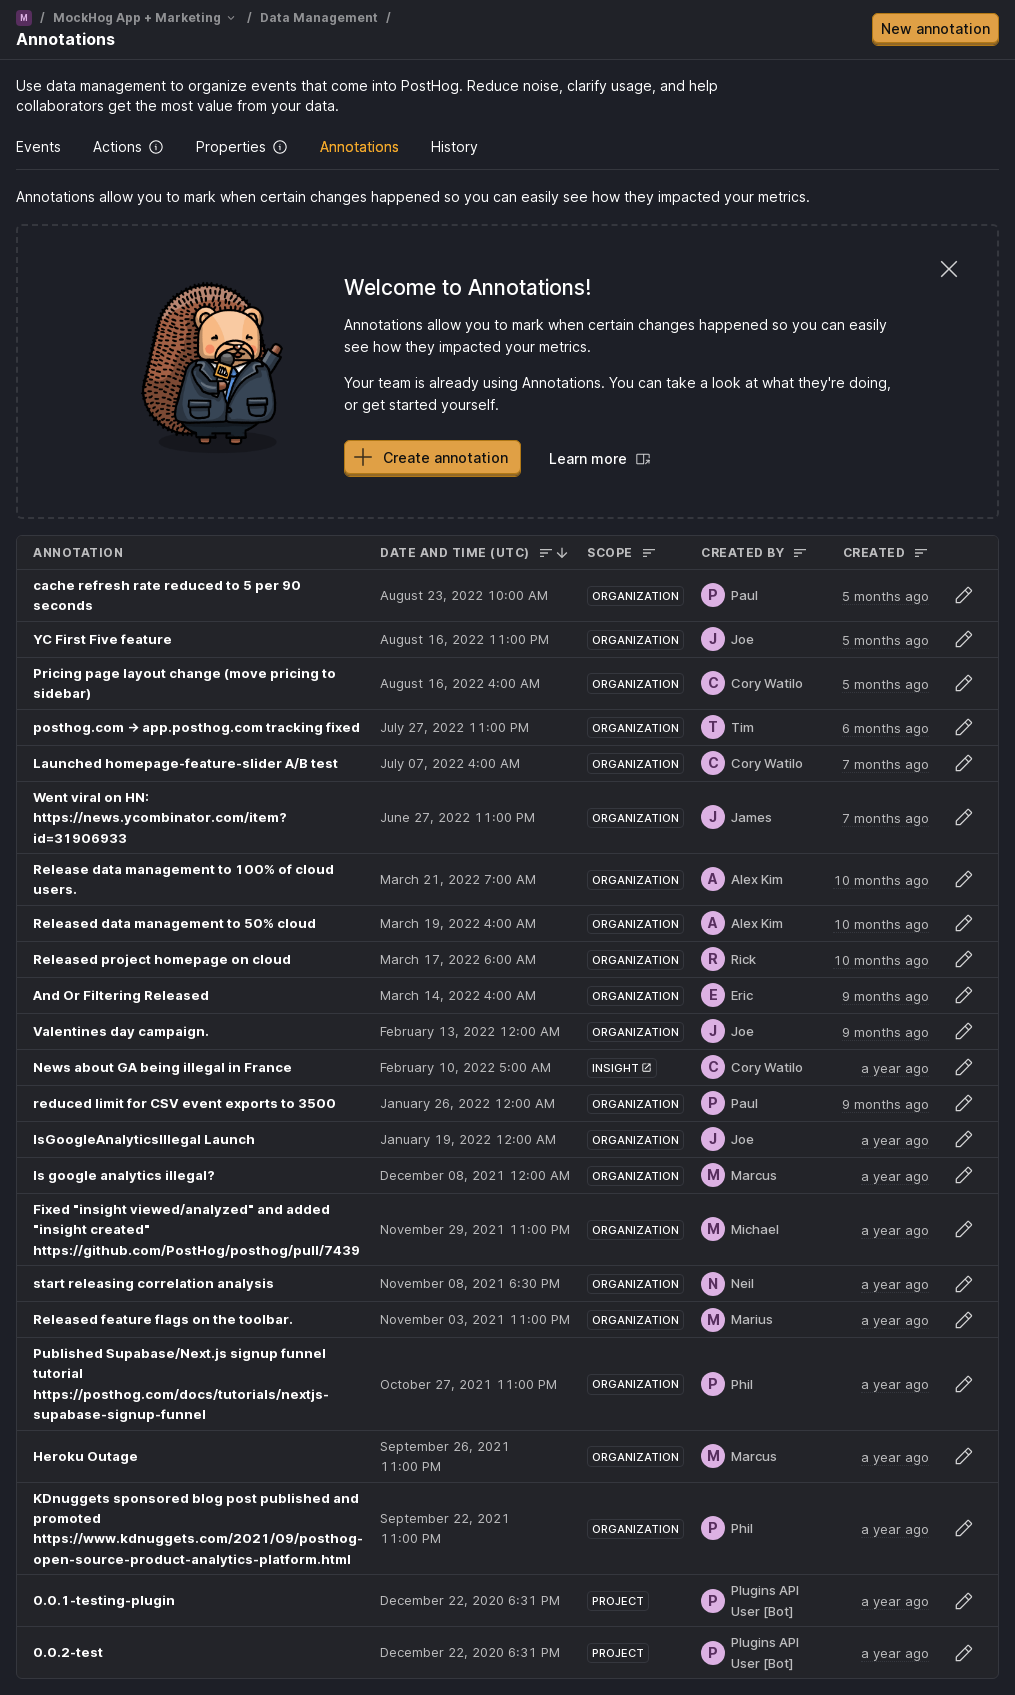 M / MockHog App + Marketing / Data Management /
Annotations
New annotation
Use data management to organize events that come into PostHog. Reduce noise, clarify usage, and help
collaborators get the most value from your data.
Events Actions Properties Annotations History
Annotations allow you to mark when certain changes happened so you can easily see how they impacted your metrics.
Welcome to Annotations!
Annotations allow you to mark when certain changes happened so you can easily
see how they impacted your metrics.
Your team is already using Annotations. You can take a look at what they're doing,
or get started yourself.
Create annotation Learn more
ANNOTATION DATE AND TIME (UTC) SCOPE CREATED BY CREATED
cache refresh rate reduced to 5 per 90
seconds
August 23, 2022 10:00 AM ORGANIZATION P Paul 5 months ago
YC First Five feature August 16, 2022 11:00 PM ORGANIZATION J Joe 5 months ago
Pricing page layout change (move pricing to
sidebar)
August 16, 2022 4:00 AM ORGANIZATION C Cory Watilo 5 months ago
posthog.com → app.posthog.com tracking fixed July 27, 2022 11:00 PM ORGANIZATION T Tim 6 months ago
Launched homepage-feature-slider A/B test July 07, 2022 4:00 AM ORGANIZATION C Cory Watilo 7 months ago
Went viral on HN:
https://news.ycombinator.com/item?
id=31906933
June 27, 2022 11:00 PM ORGANIZATION J James 7 months ago
Release data management to 100% of cloud
users.
March 21, 2022 7:00 AM ORGANIZATION A Alex Kim 10 months ago
Released data management to 50% cloud March 19, 2022 4:00 AM ORGANIZATION A Alex Kim 10 months ago
Released project homepage on cloud March 17, 2022 6:00 AM ORGANIZATION R Rick 10 months ago
And Or Filtering Released March 14, 2022 4:00 AM ORGANIZATION E Eric 9 months ago
Valentines day campaign. February 13, 2022 12:00 AM ORGANIZATION J Joe 9 months ago
News about GA being illegal in France February 10, 2022 5:00 AM INSIGHT C Cory Watilo a year ago
reduced limit for CSV event exports to 3500 January 26, 2022 12:00 AM ORGANIZATION P Paul 9 months ago
IsGoogleAnalyticsIllegal Launch January 19, 2022 12:00 AM ORGANIZATION J Joe a year ago
Is google analytics illegal? December 08, 2021 12:00 AM ORGANIZATION M Marcus a year ago
Fixed "insight viewed/analyzed" and added
"insight created"
https://github.com/PostHog/posthog/pull/7439
November 29, 2021 11:00 PM ORGANIZATION M Michael a year ago
start releasing correlation analysis November 08, 2021 6:30 PM ORGANIZATION N Neil a year ago
Released feature flags on the toolbar. November 03, 2021 11:00 PM ORGANIZATION M Marius a year ago
Published Supabase/Next.js signup funnel
tutorial
https://posthog.com/docs/tutorials/nextjs-
supabase-signup-funnel
October 27, 2021 11:00 PM ORGANIZATION P Phil a year ago
Heroku Outage
September 26, 2021
11:00 PM
ORGANIZATION M Marcus a year ago
KDnuggets sponsored blog post published and
promoted
https://www.kdnuggets.com/2021/09/posthog-
open-source-product-analytics-platform.html
September 22, 2021
11:00 PM
ORGANIZATION P Phil a year ago
0.0.1-testing-plugin December 22, 2020 6:31 PM PROJECT P
Plugins API
User [Bot]
a year ago
0.0.2-test December 22, 2020 6:31 PM PROJECT P
Plugins API
User [Bot]
a year ago